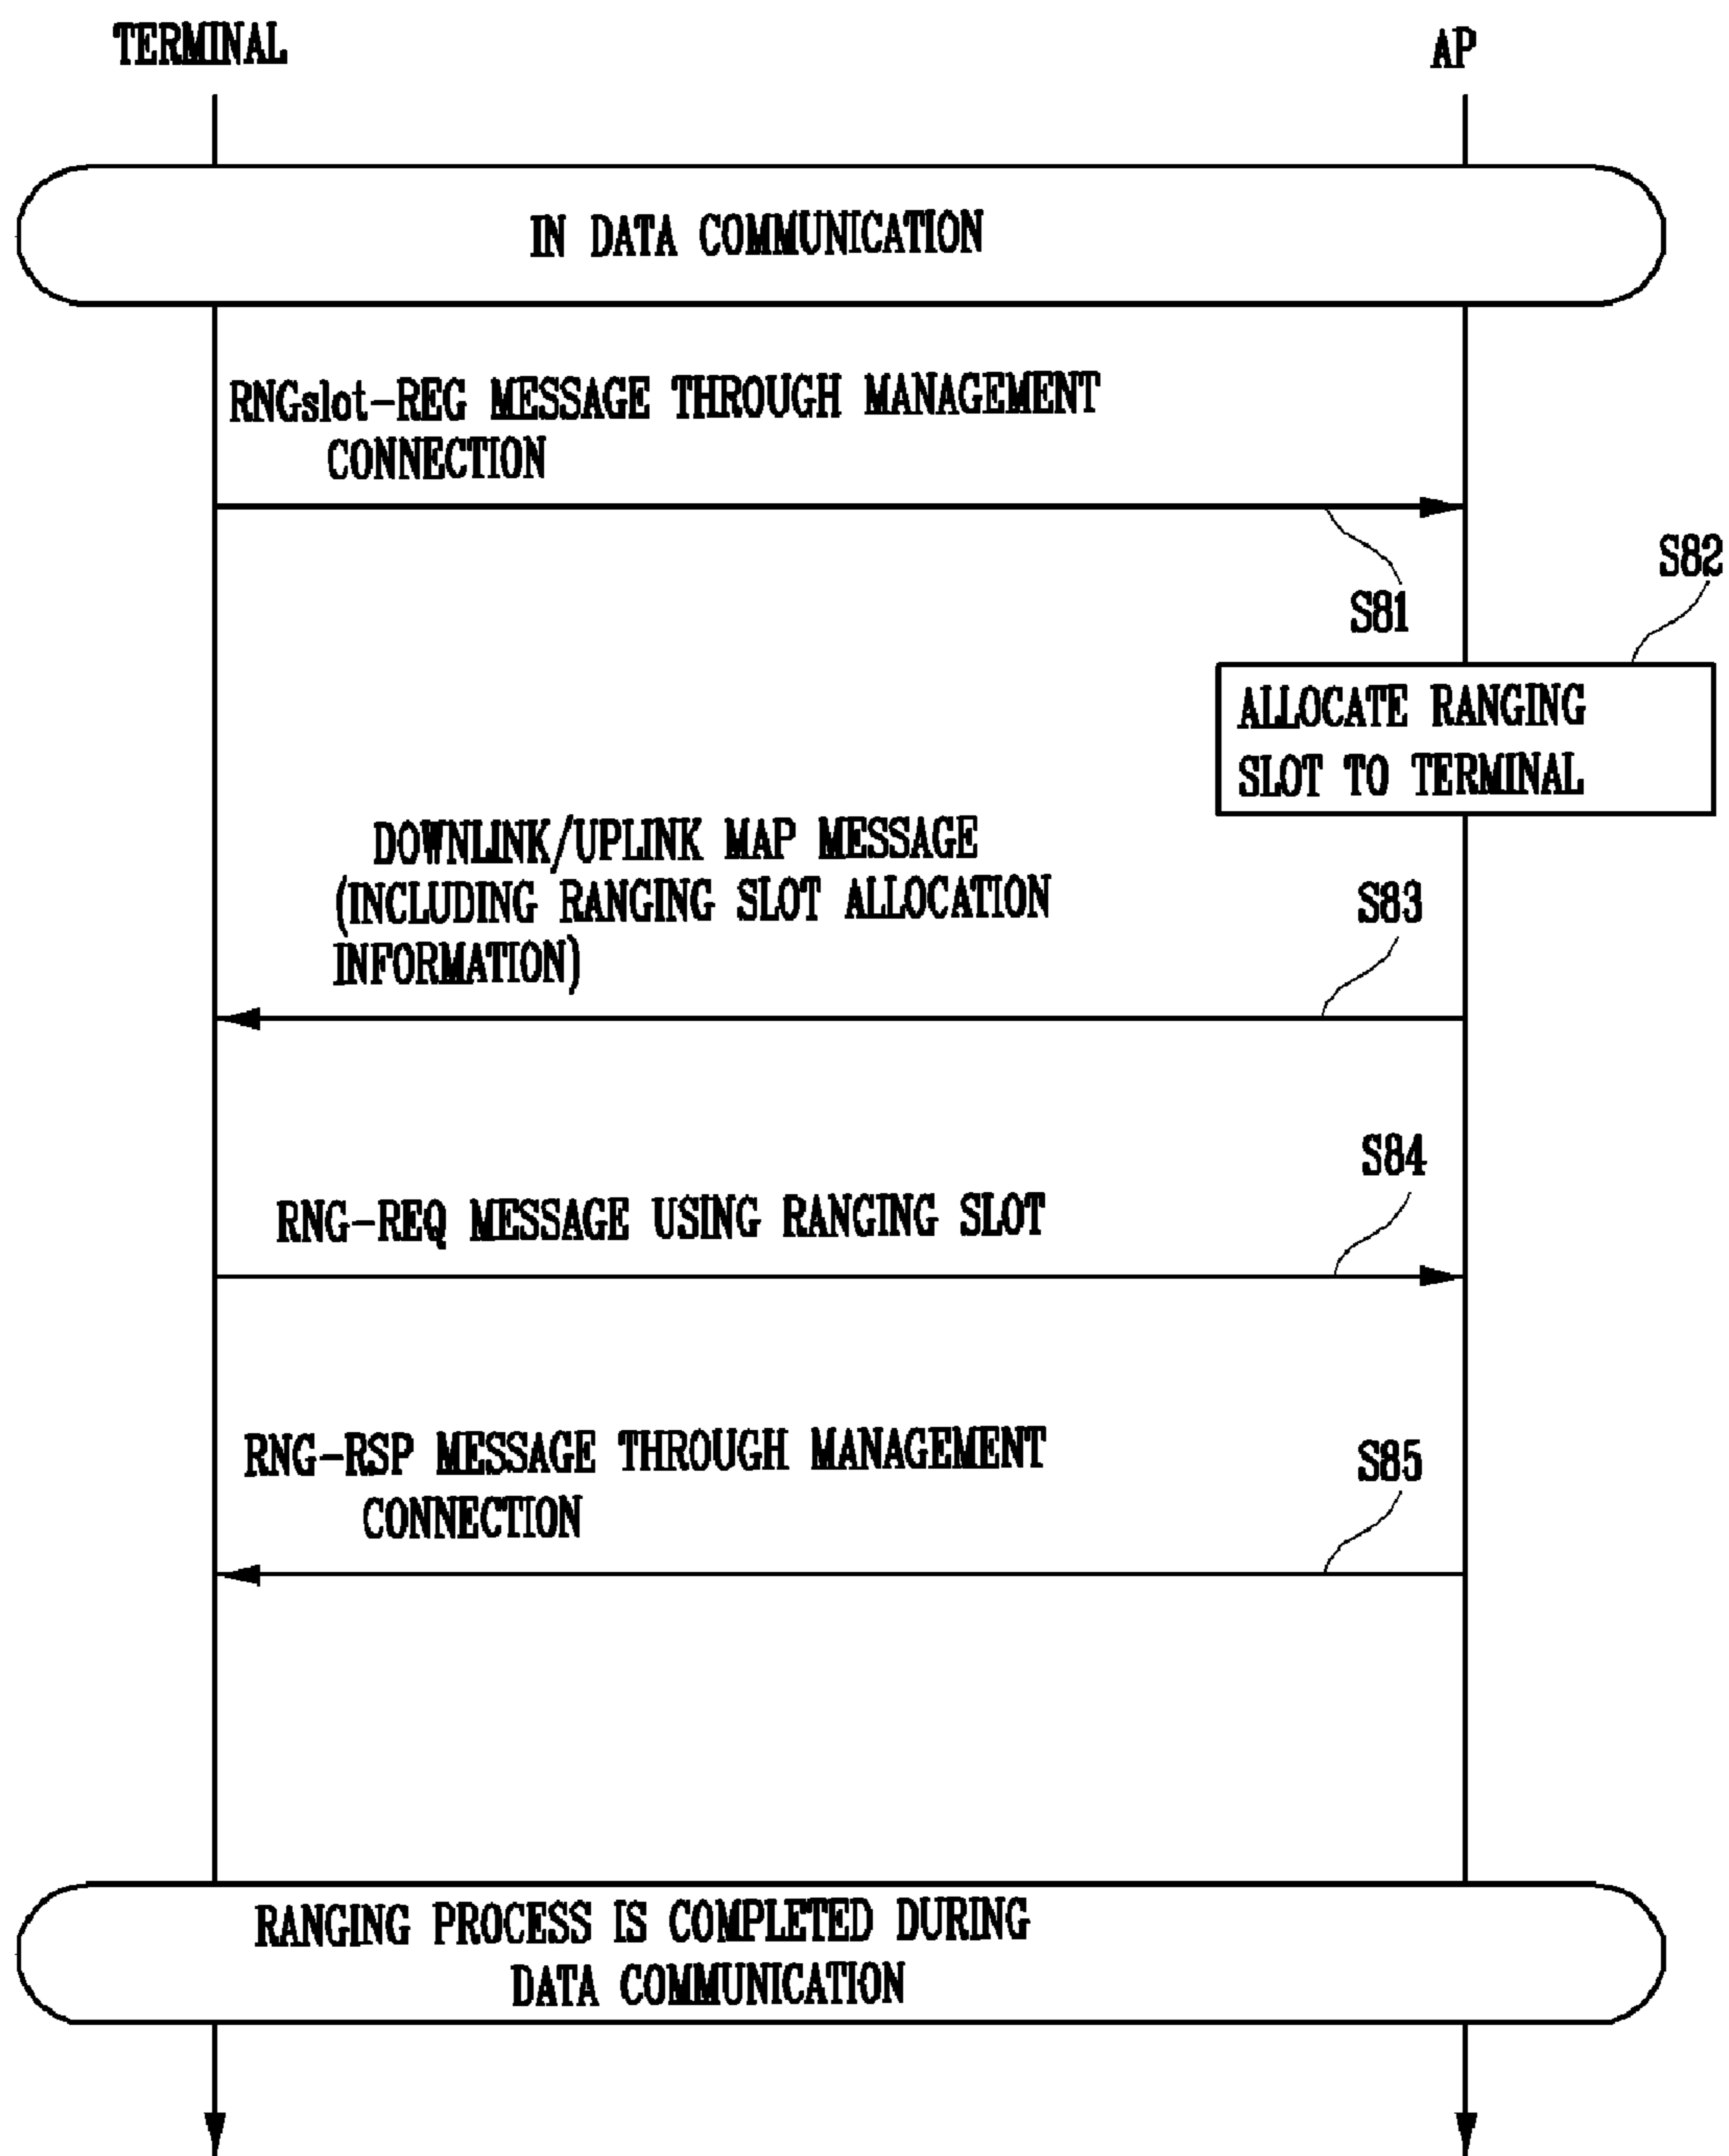 TERMINAL
AP
IN DATA COMMUNICATION
RNGslot-REG MESSAGE THROUGH MANAGEMENT
CONNECTION
S81
S82
ALLOCATE RANGING
SLOT TO TERMINAL
DOWNLINK/UPLINK MAP MESSAGE
(INCLUDING RANGING SLOT ALLOCATION
INFORMATION)
S83
S84
RNG-REQ MESSAGE USING RANGING SLOT
RNG-RSP MESSAGE THROUGH MANAGEMENT
CONNECTION
S85
RANGING PROCESS IS COMPLETED DURING
DATA COMMUNICATION